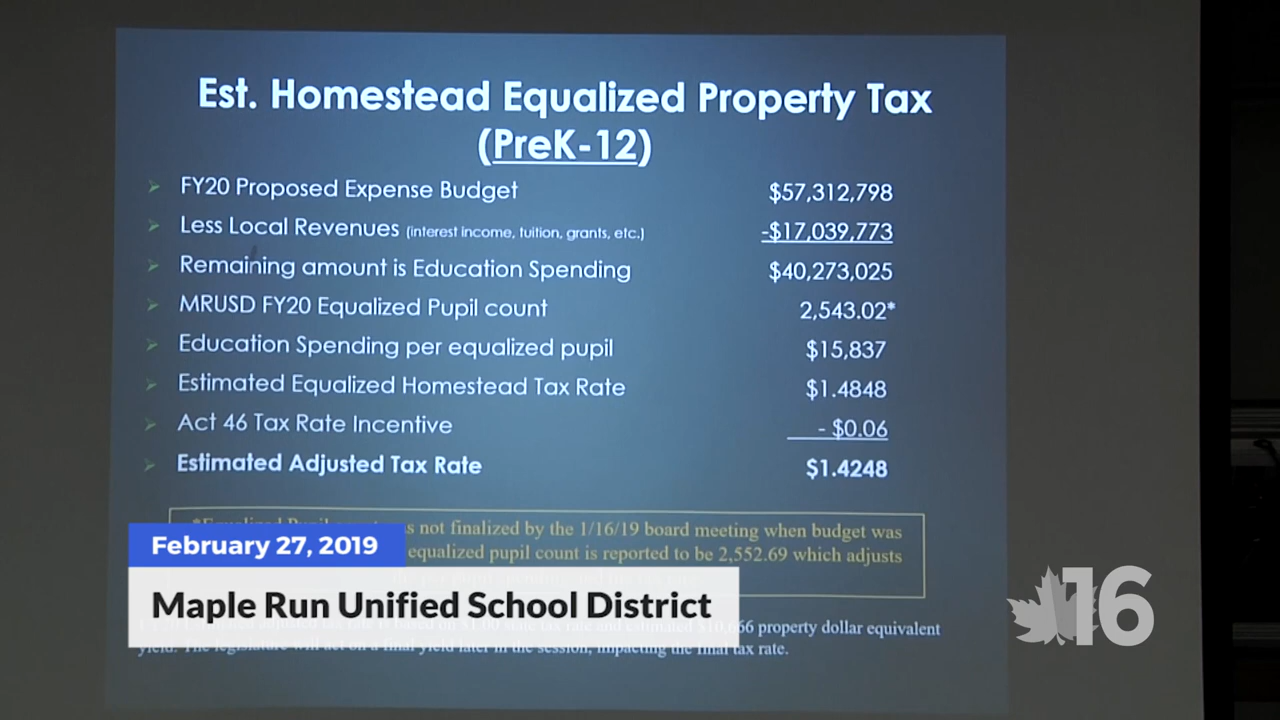 Est. Homestead Equalized Property Tax
(PreK-12)
FY20 Proposed Expense Budget $57,312,798
Less Local Revenues (interest income, tuition, grants, etc.) -$17,039,773
Remaining amount is Education Spending $40,273,025
MRUSD FY20 Equalized Pupil count 2,543.02*
Education Spending per equalized pupil $15,837
Estimated Equalized Homestead Tax Rate $1.4848
Act 46 Tax Rate Incentive - $0.06
Estimated Adjusted Tax Rate $1.4248
not finalized by the 1/16/19 board meeting when budget was
equalized pupil count is reported to be 2,552.69 which adjusts
February 27, 2019
Maple Run Unified School District
property dollar equivalent
yield. The legislature will act on a final yield later in the session, impacting the final tax rate.
16